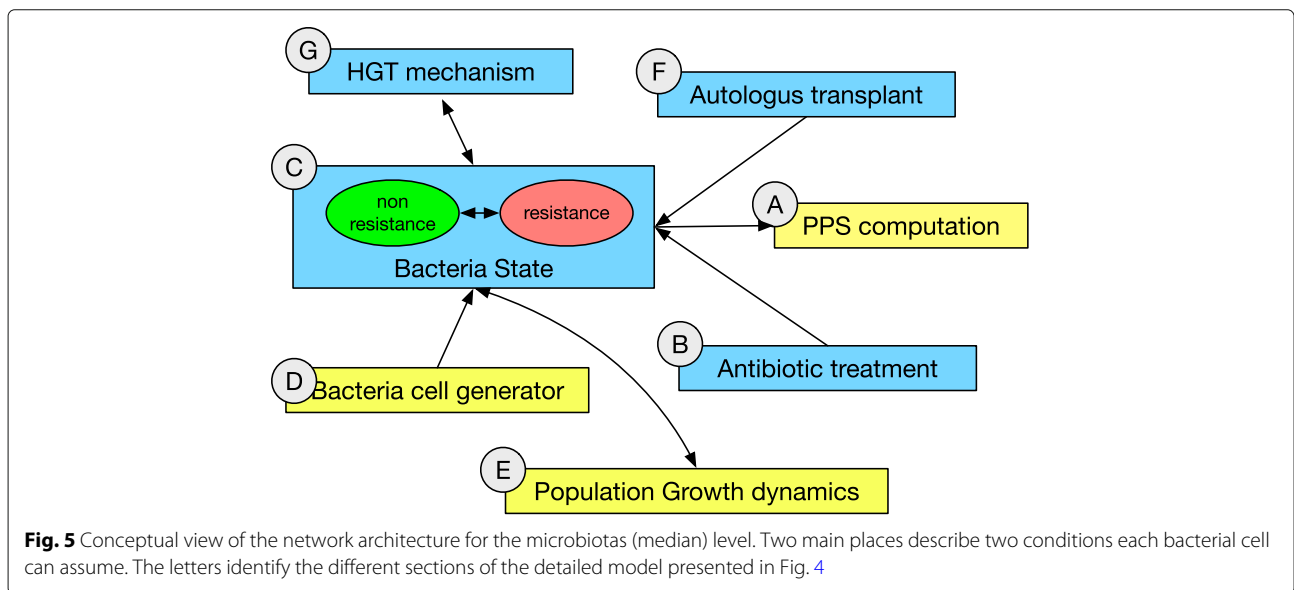 G
HGT mechanism
F
Autologus transplant
C
non
resistance
resistance
Bacteria State
A
PPS computation
B
Antibiotic treatment
D
Bacteria cell generator
E
Population Growth dynamics
Fig. 5 Conceptual view of the network architecture for the microbiotas (median) level. Two main places describe two conditions each bacterial cell
can assume. The letters identify the different sections of the detailed model presented in Fig. 4